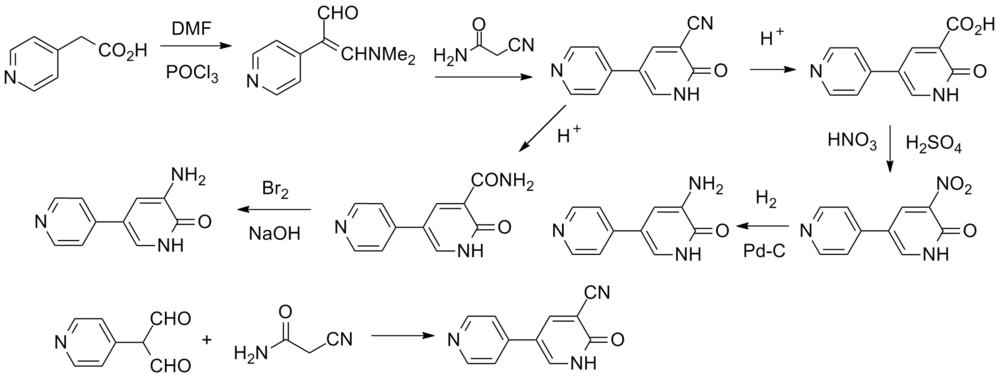 DMF
POCl3
N
CO2H
CHO
CHNMe2
N
O
H2N
CN
CN
O
N
NH
H+
CO2H
O
N
NH
H+
HNO3
H2SO4
NH2
O
N
NH
Br2
NaOH
CONH2
O
N
NH
NH2
O
N
NH
H2
Pd-C
NO2
O
N
NH
N
CHO
CHO
+
O
H2N
CN
CN
O
N
NH